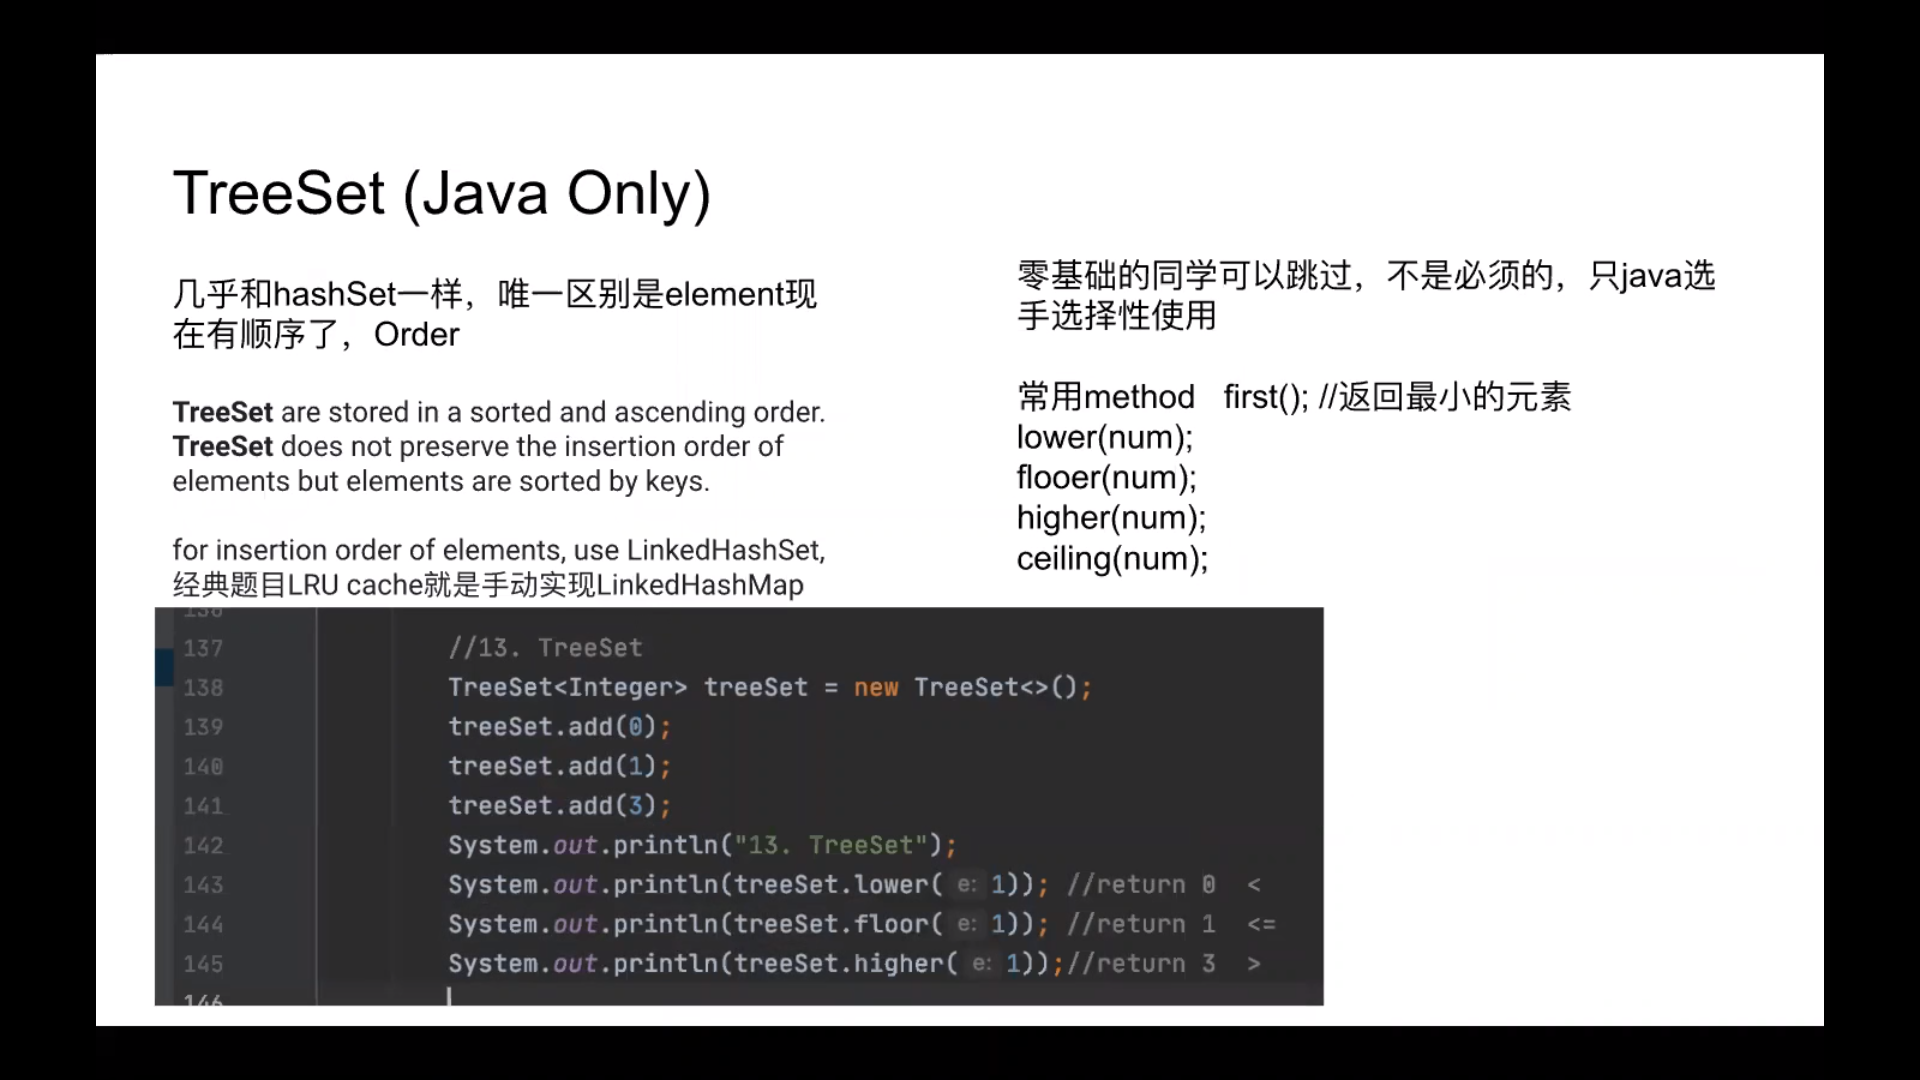 TreeSet (Java Only)
几乎和hashSet一样，唯一区别是element现
在有顺序了，Order
TreeSet are stored in a sorted and ascending order.
TreeSet does not preserve the insertion order of
elements but elements are sorted by keys.
for insertion order of elements, use LinkedHashSet,
经典题目LRU cache就是手动实现LinkedHashMap
零基础的同学可以跳过，不是必须的，只java选
手选择性使用
常用method first(); //返回最小的元素
lower(num);
flooer(num);
higher(num);
ceiling(num);
136
137 //13. TreeSet
138 TreeSet<Integer> treeSet = new TreeSet<>();
139 treeSet.add(0);
140 treeSet.add(1);
141 treeSet.add(3);
142 System.out.println("13. TreeSet");
143 System.out.println(treeSet.lower( e: 1)); //return 0 <
144 System.out.println(treeSet.floor( e: 1)); //return 1 <=
145 System.out.println(treeSet.higher( e: 1));//return 3 >
146